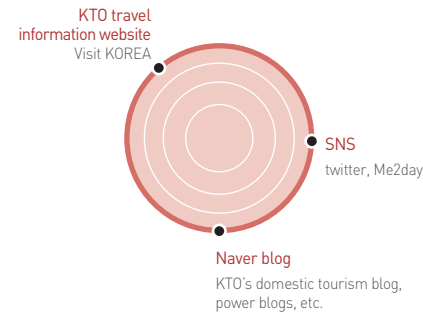 KTO travel
information website
Visit KOREA
SNS
twitter, Me2day
Naver blog
KTO's domestic tourism blog,
power blogs, etc.